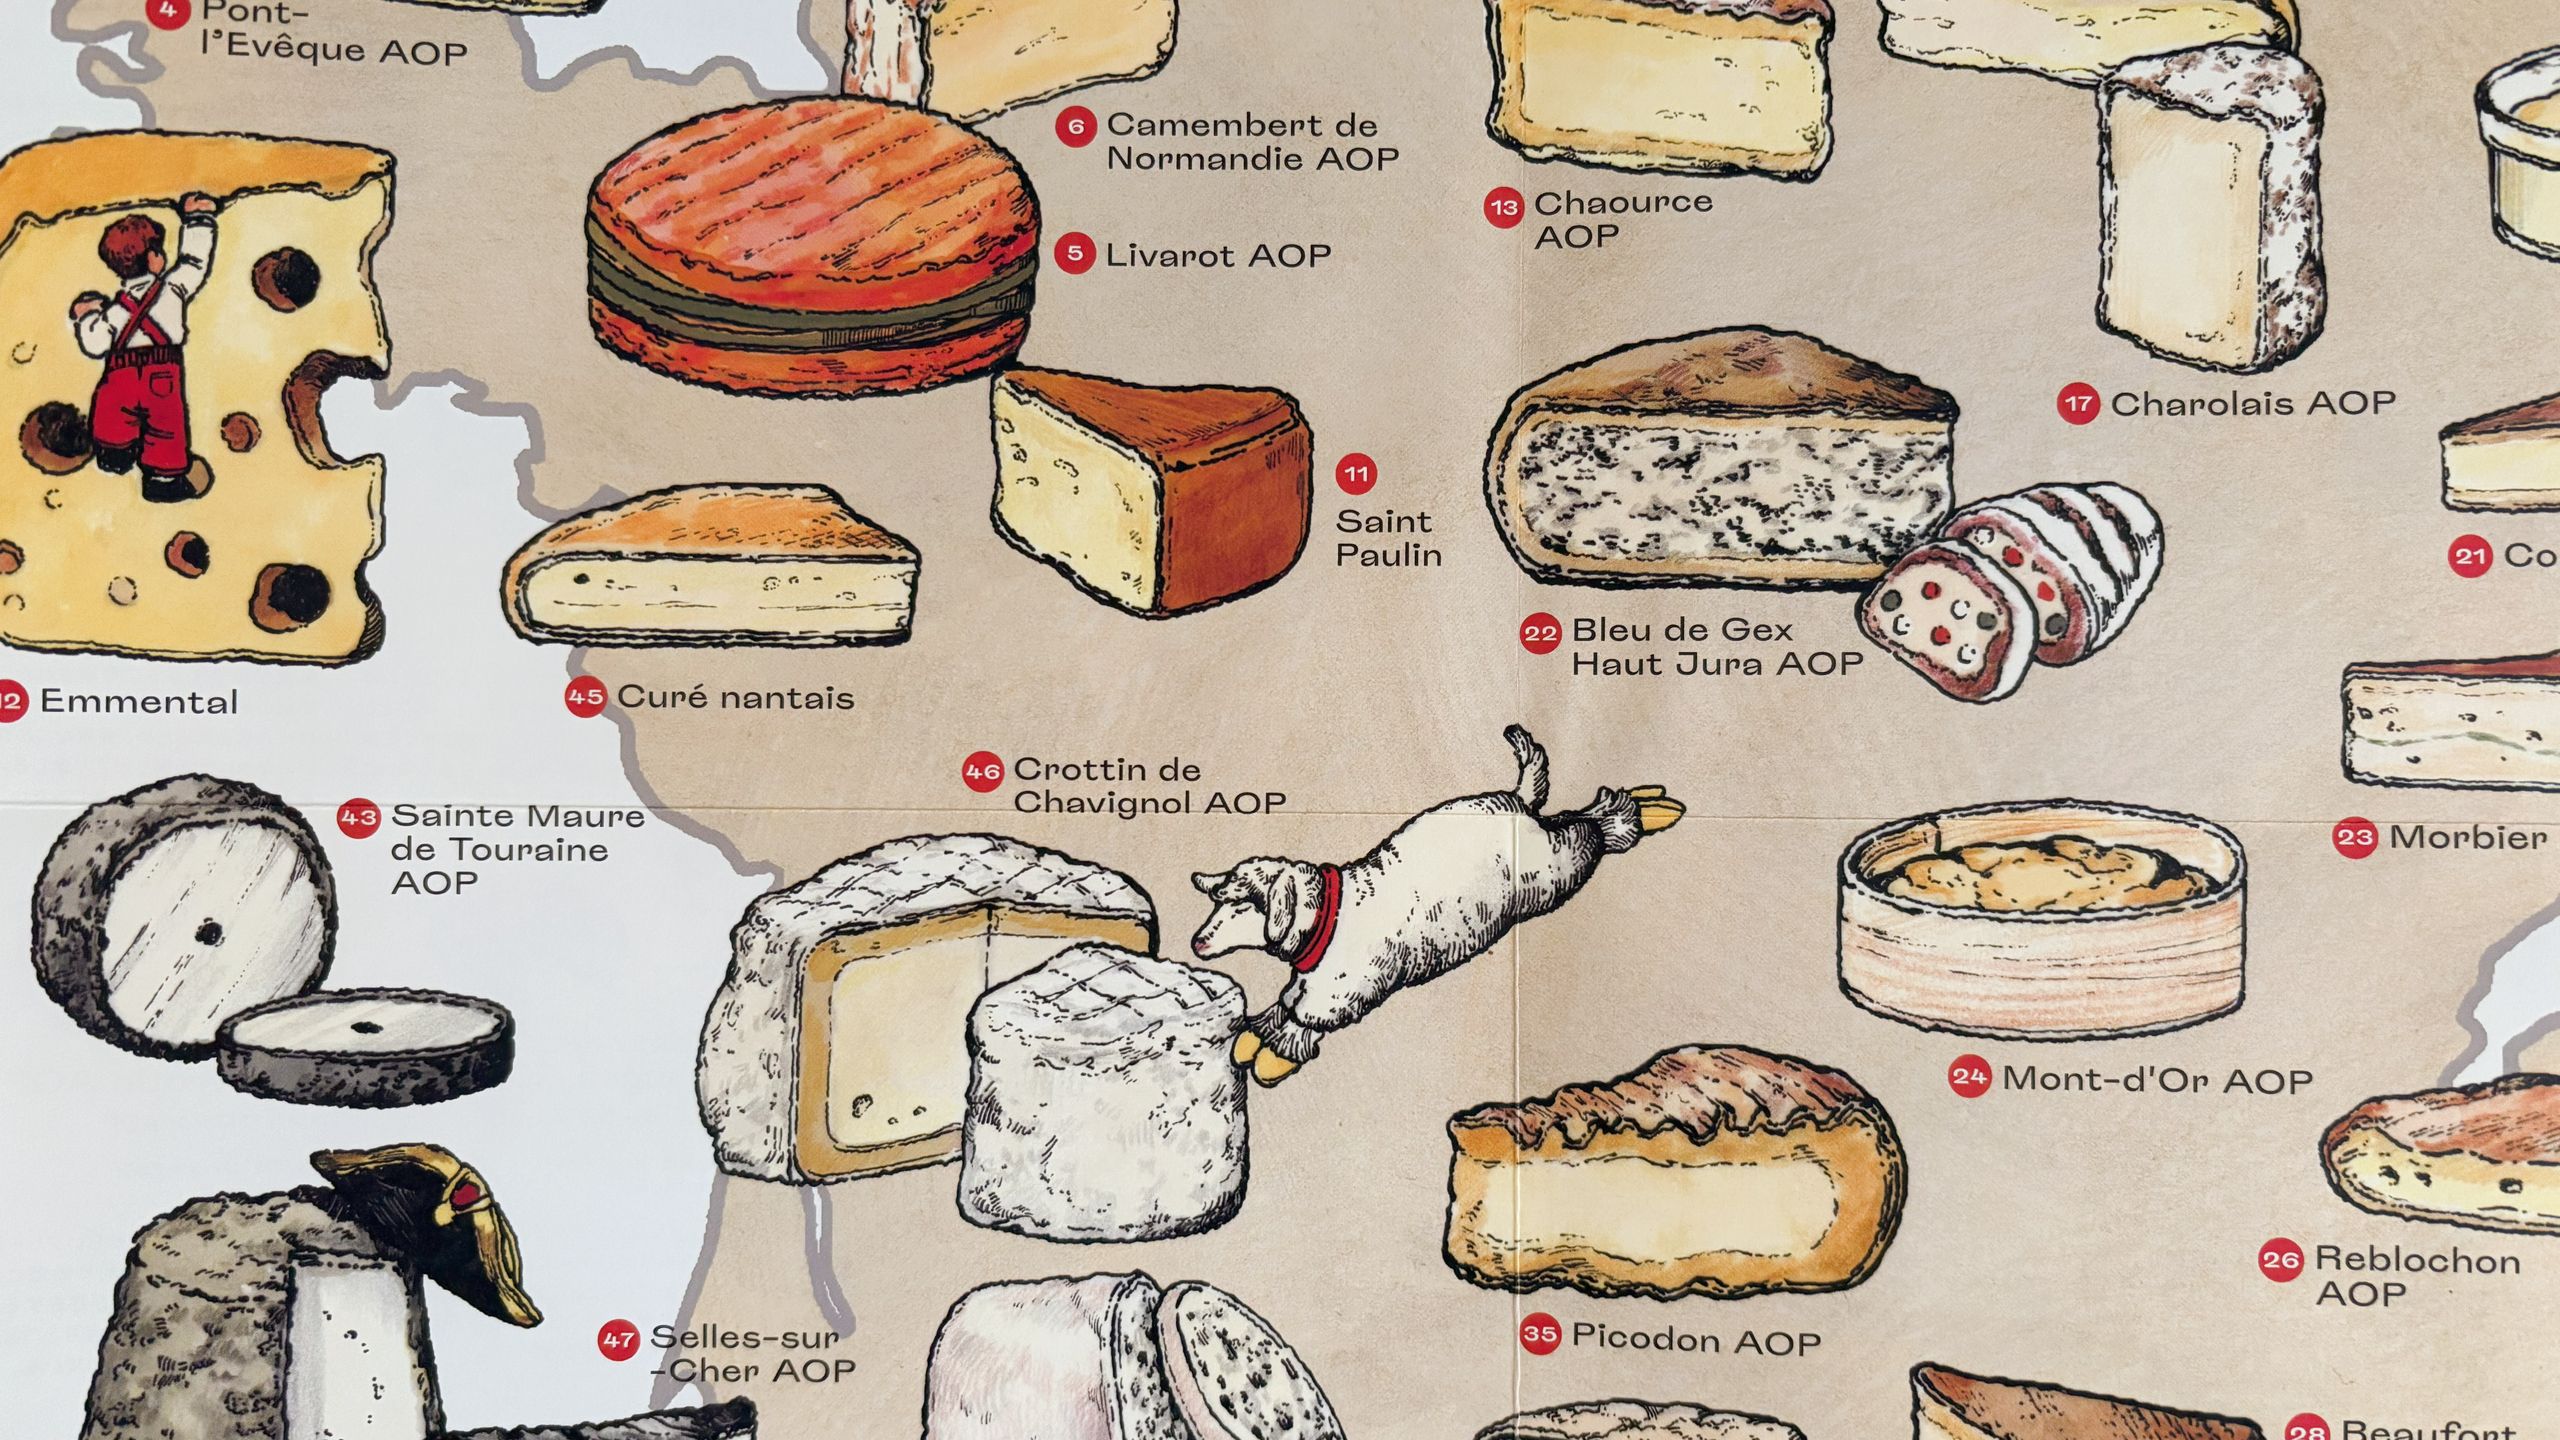 4 Pont-
l'Evêque AOP
6 Camembert de
Normandie AOP
5 Livarot AOP
13 Chaource
AOP
17 Charolais AOP
11
Saint
Paulin
21 Co
22 Bleu de Gex
Haut Jura AOP
12 Emmental
45 Curé nantais
46 Crottin de
Chavignol AOP
43 Sainte Maure
de Touraine
AOP
23 Morbier
24 Mont-d'Or AOP
26 Reblochon
AOP
47 Selles-sur
-Cher AOP
35 Picodon AOP
28 Beaufort